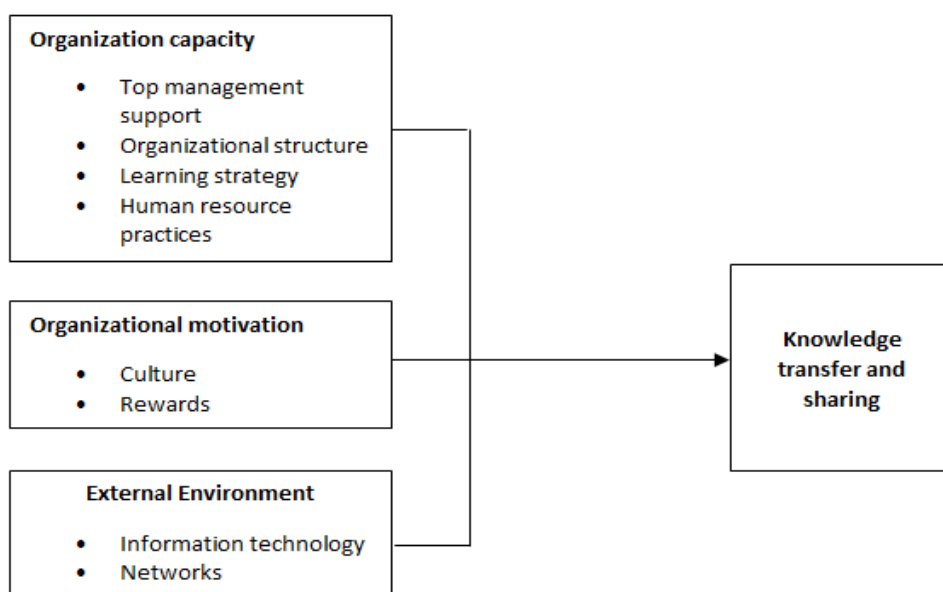 Organization capacity
• Top management
support
• Organizational structure
• Learning strategy
• Human resource
practices
Organizational motivation
• Culture
• Rewards
External Environment
• Information technology
• Networks
Knowledge
transfer and
sharing